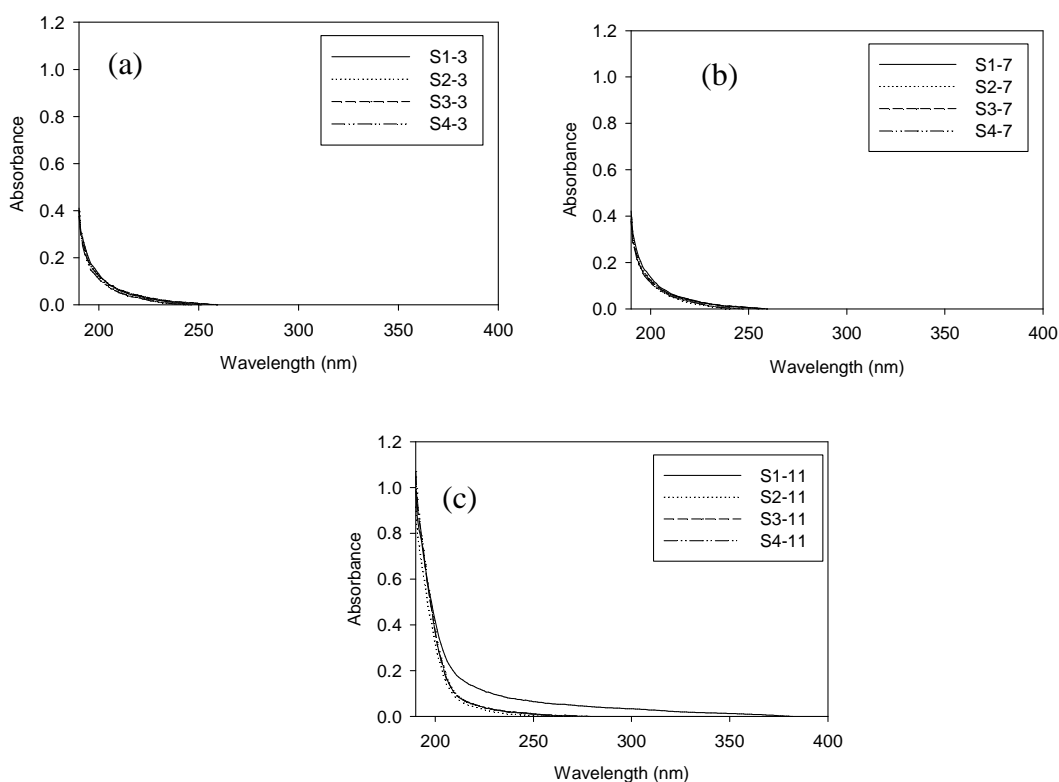 (a)
S1-3
S2-3
S3-3
S4-3
Absorbance
1.2
1.0
0.8
0.6
0.4
0.2
0.0
200 250 300 350 400
Wavelength (nm)
(b)
S1-7
S2-7
S3-7
S4-7
Absorbance
1.2
1.0
0.8
0.6
0.4
0.2
0.0
200 250 300 350 400
Wavelength (nm)
(c)
S1-11
S2-11
S3-11
S4-11
Absorbance
1.2
1.0
0.8
0.6
0.4
0.2
0.0
200 250 300 350 400
Wavelength (nm)